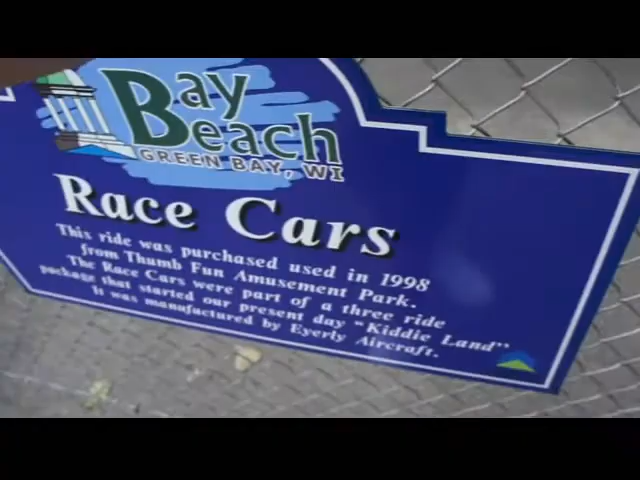 Bay
Beach
GREEN BAY, WI
Race Cars
This ride was purchased used in 1998
from Thumb Fun Amusement Park.
The Race Cars were part of a three ride
package that started our present day "Kiddie Land"
It was manufactured by Eyerly Aircraft.